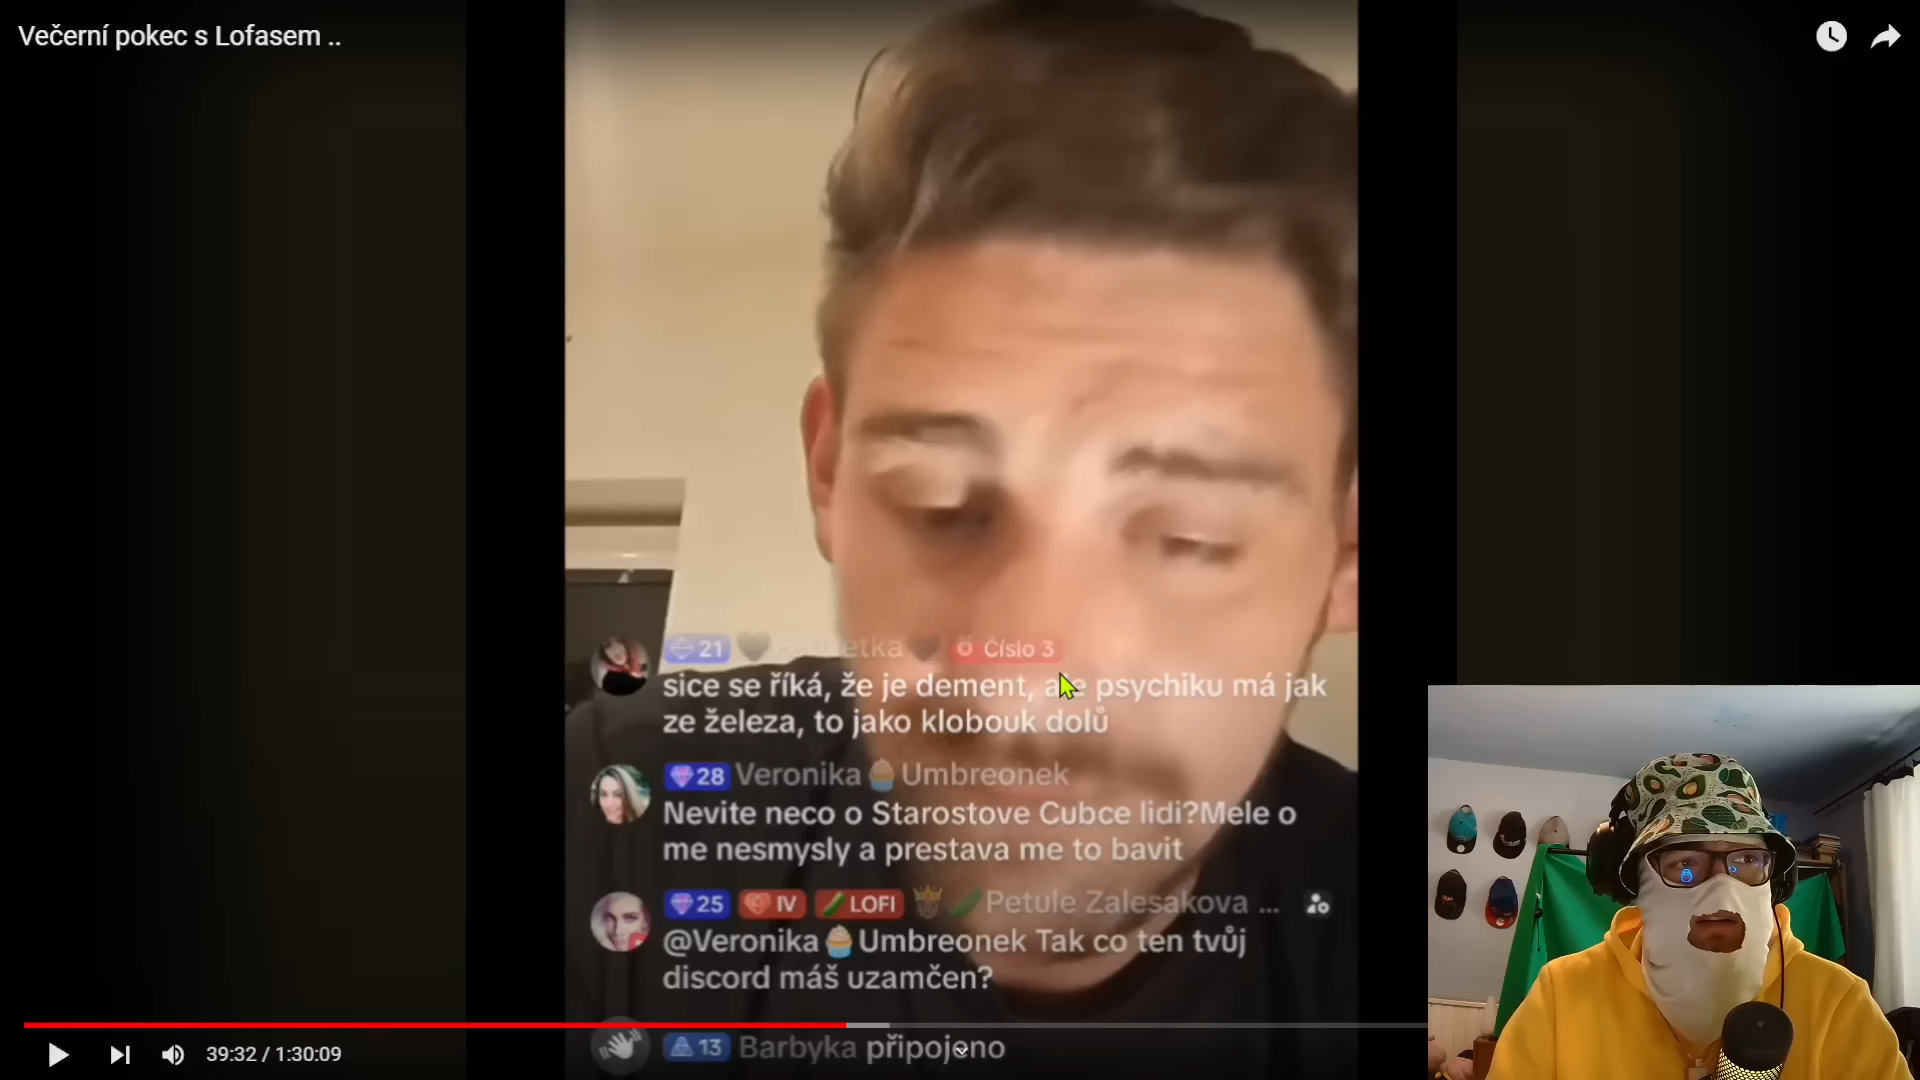 Večerní pokec s Lofasem ..
21 Číslo 3
sice se říká, že je dement, ale psychiku má jak
ze železa, to jako klobouk dolů
28 Veronika🧁Umbreonek
Nevite neco o Starostove Cubce lidi?Mele o
me nesmysly a prestava me to bavit
25 IV LOFI Petule Zalesakova ...
@Veronika🧁Umbreonek Tak co ten tvůj
discord máš uzamčen?
13 Barbyka připojeno
39:32 / 1:30:09